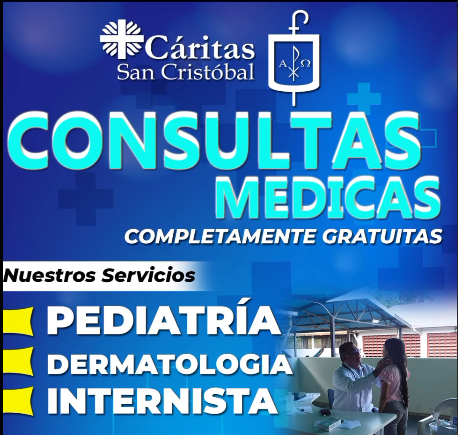 Cáritas
San Cristóbal
Α Ω
CONSULTAS
MEDICAS
COMPLETAMENTE GRATUITAS
Nuestros Servicios
PEDIATRÍA
DERMATOLOGIA
INTERNISTA